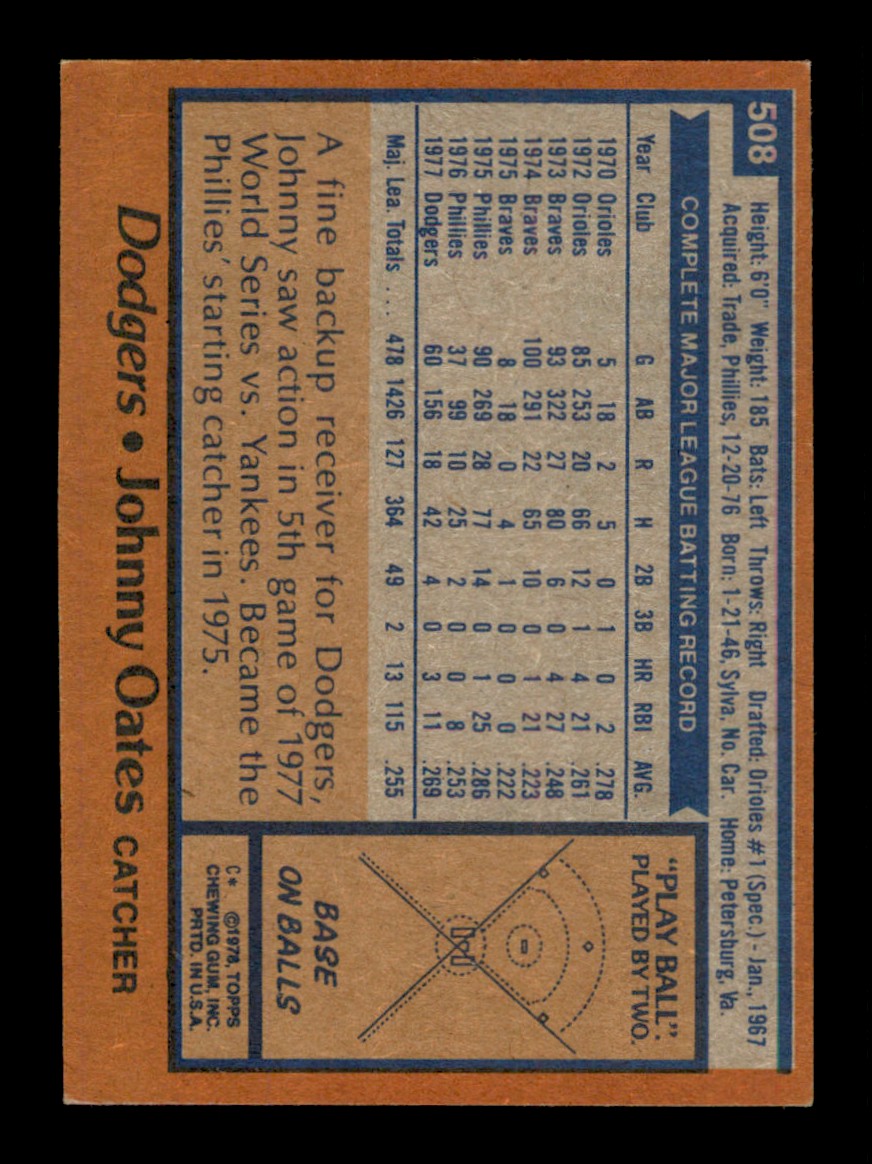 508
Height: 6'0" Weight: 185 Bats: Left Throws: Right Drafted: Orioles #1 (Spec.) - Jan., 1967
Acquired: Trade, Phillies, 12-20-76 Born: 1-21-46, Sylva, No. Car. Home: Petersburg, Va.
COMPLETE MAJOR LEAGUE BATTING RECORD
Year Club G AB R H 2B 3B HR RBI AVG.
1970 Orioles 5 18 2 5 0 1 0 2 .278
1972 Orioles 85 253 20 66 12 1 4 21 .261
1973 Braves 93 322 27 80 6 0 4 27 .248
1974 Braves 100 291 22 65 10 0 1 21 .223
1975 Braves 8 18 0 4 1 0 0 0 .222
1975 Phillies 90 269 28 77 14 0 1 25 .286
1976 Phillies 37 99 10 25 2 0 0 8 .253
1977 Dodgers 60 156 18 42 4 0 3 11 .269
Maj. Lea. Totals . . . 478 1426 127 364 49 2 13 115 .255
A fine backup receiver for Dodgers,
Johnny saw action in 5th game of 1977
World Series vs. Yankees. Became the
Phillies' starting catcher in 1975.
"PLAY BALL".
PLAYED BY TWO.
BASE
ON BALLS
C* ©1978, TOPPS
CHEWING GUM, INC.
PRTD. IN U.S.A.
Dodgers • Johnny Oates CATCHER